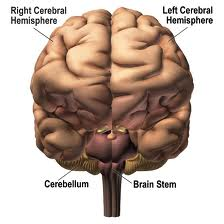 Right Cerebral
Hemisphere
Left Cerebral
Hemisphere
Cerebellum
Brain Stem